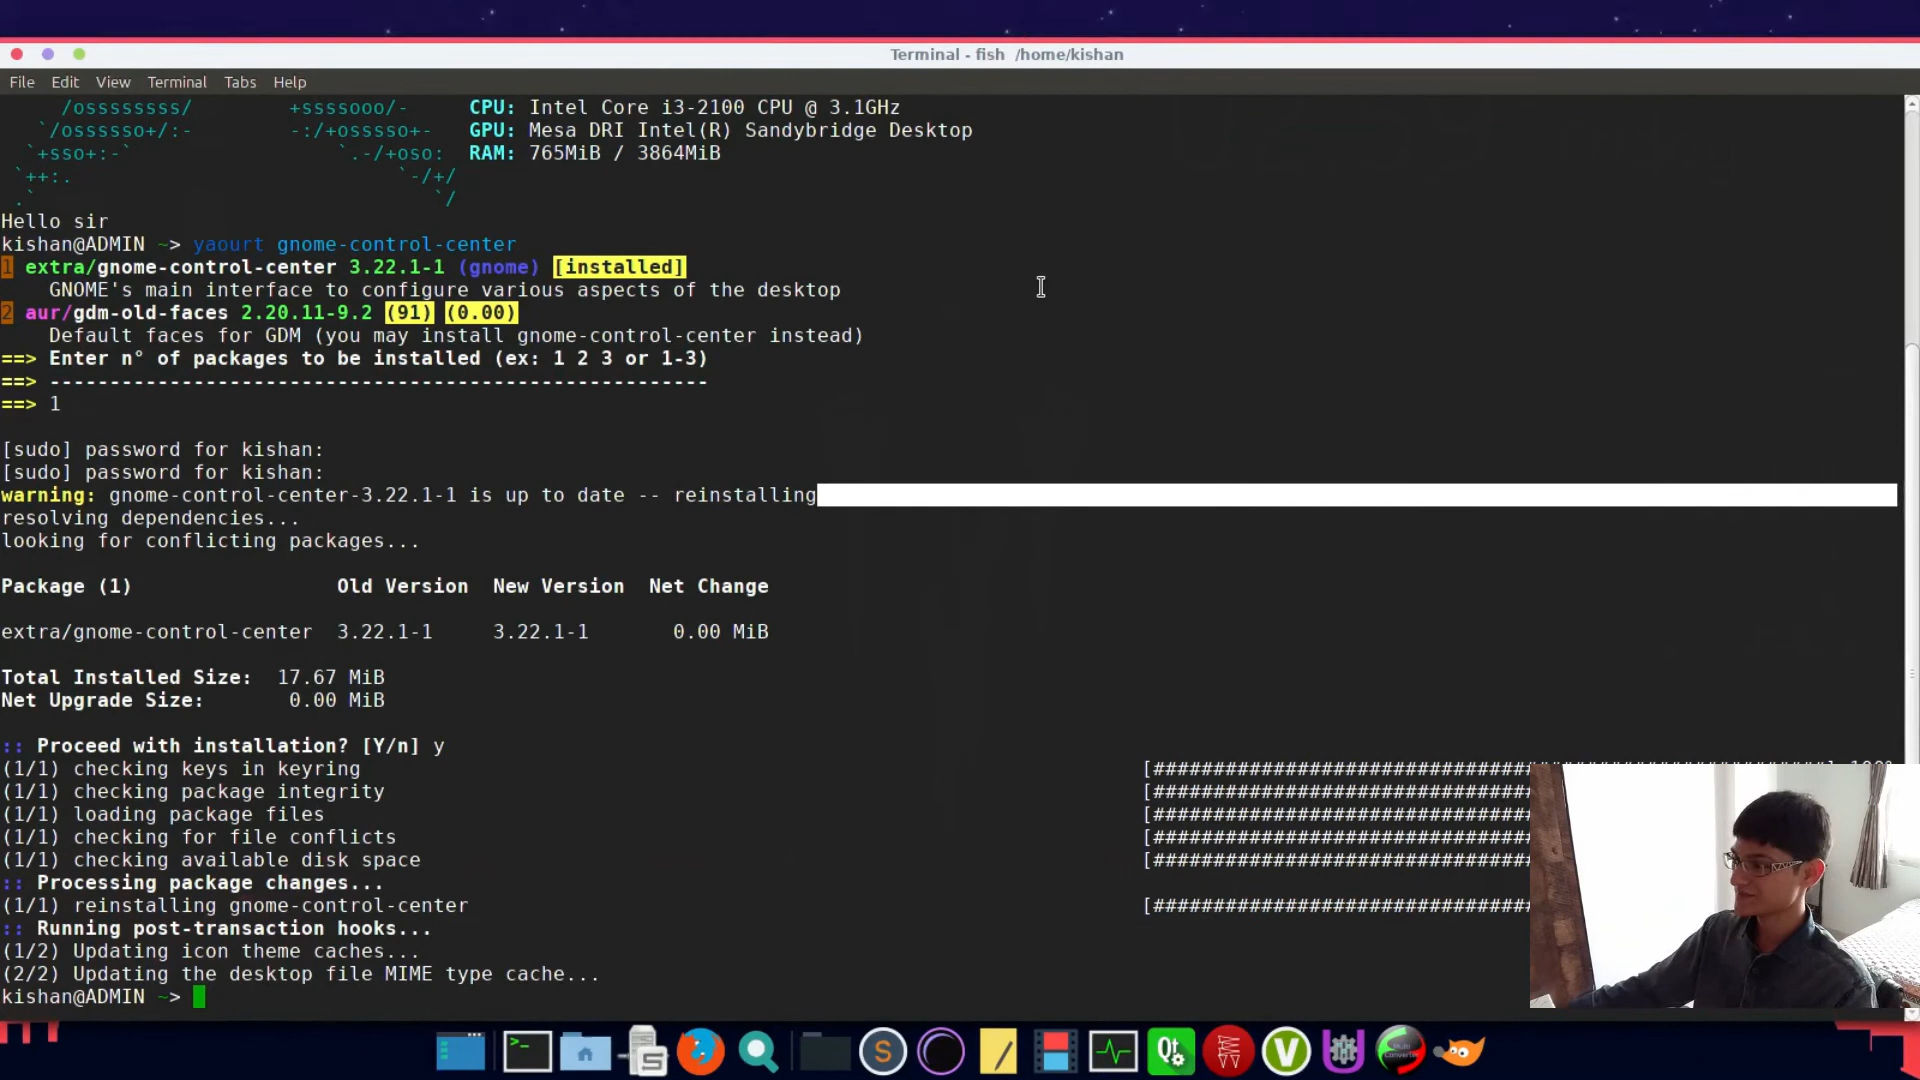 Terminal - fish  /home/kishan
File Edit View Terminal Tabs Help
/ossssssss/        +ssssooo/-    CPU: Intel Core i3-2100 CPU @ 3.1GHz
`/ossssso+/:-       -:/+osssso+-   GPU: Mesa DRI Intel(R) Sandybridge Desktop
`+sso+:-`                 `.-/+oso:  RAM: 765MiB / 3864MiB
`++:.                           `-/+/
.`                                 `/
Hello sir
kishan@ADMIN ~> yaourt gnome-control-center
1 extra/gnome-control-center 3.22.1-1 (gnome) [installed]
GNOME's main interface to configure various aspects of the desktop
2 aur/gdm-old-faces 2.20.11-9.2 (91) (0.00)
Default faces for GDM (you may install gnome-control-center instead)
==> Enter n° of packages to be installed (ex: 1 2 3 or 1-3)
==> -------------------------------------------------------
==> 1
[sudo] password for kishan:
[sudo] password for kishan:
warning: gnome-control-center-3.22.1-1 is up to date -- reinstalling
resolving dependencies...
looking for conflicting packages...
Package (1)                 Old Version  New Version  Net Change
extra/gnome-control-center  3.22.1-1     3.22.1-1       0.00 MiB
Total Installed Size:  17.67 MiB
Net Upgrade Size:       0.00 MiB
:: Proceed with installation? [Y/n] y
(1/1) checking keys in keyring [################################
(1/1) checking package integrity [################################
(1/1) loading package files [################################
(1/1) checking for file conflicts [################################
(1/1) checking available disk space [################################
:: Processing package changes...
(1/1) reinstalling gnome-control-center [################################
:: Running post-transaction hooks...
(1/2) Updating icon theme caches...
(2/2) Updating the desktop file MIME type cache...
kishan@ADMIN ~>